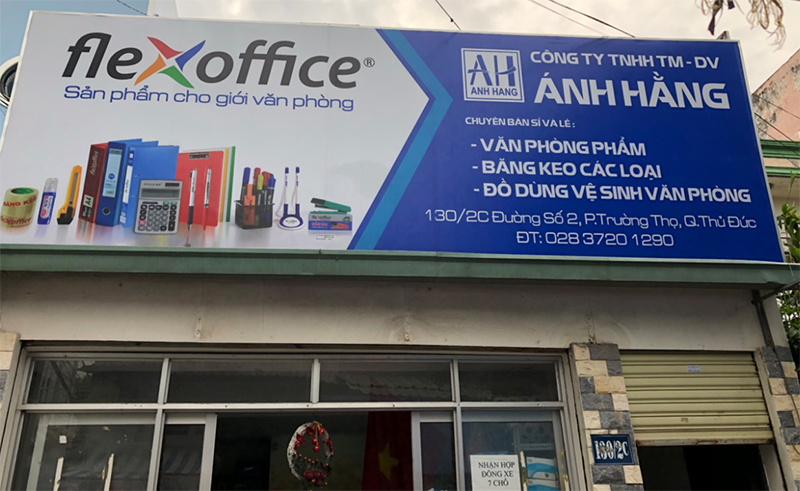 flexoffice®
Sản phẩm cho giới văn phòng
AH
ANH HANG
CÔNG TY TNHH TM - DV
ÁNH HẰNG
CHUYÊN BÁN SỈ VÀ LẺ :
- VĂN PHÒNG PHẨM
- BĂNG KEO CÁC LOẠI
- ĐỒ DÙNG VỆ SINH VĂN PHÒNG
130/2C Đường Số 2, P.Trường Thọ, Q.Thủ Đức
ĐT: 028 3720 1290
130/2C
NHẬN HỢP
ĐỒNG XE
7 CHỖ